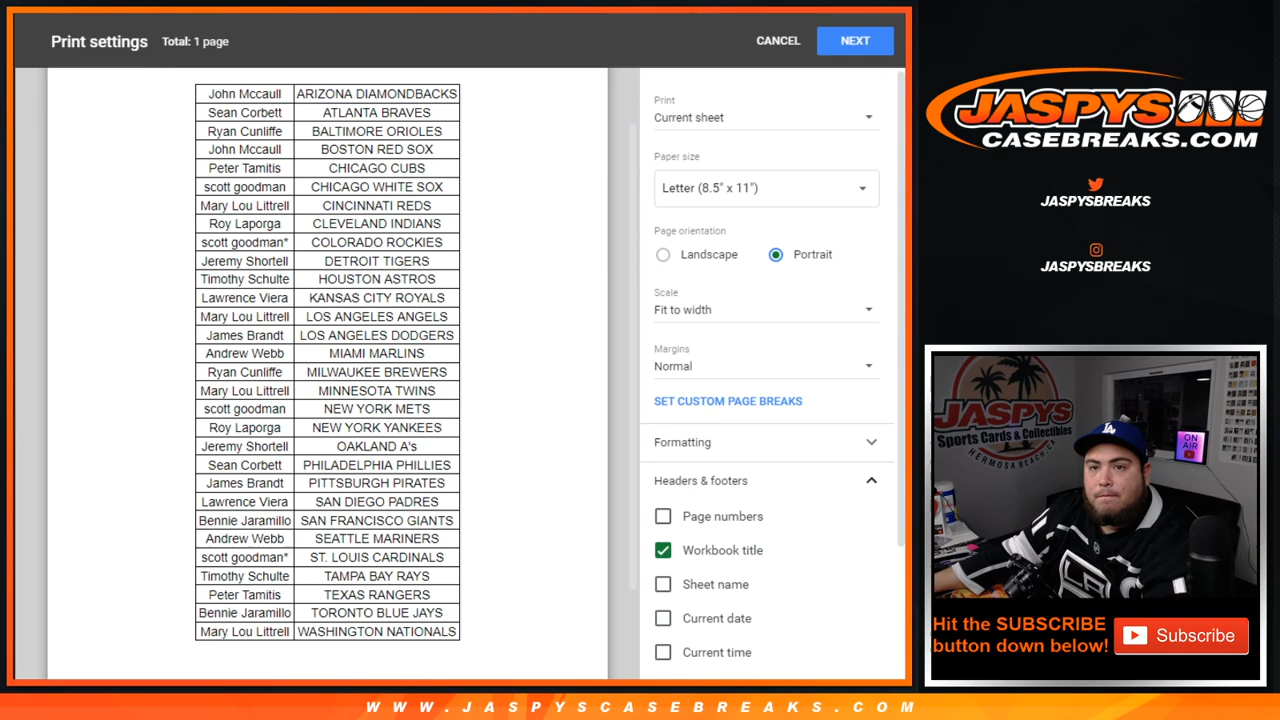 Print settings Total: 1 page CANCEL NEXT
John Mccaull ARIZONA DIAMONDBACKS
Sean Corbett ATLANTA BRAVES
Ryan Cunliffe BALTIMORE ORIOLES
John Mccaull BOSTON RED SOX
Peter Tamitis CHICAGO CUBS
scott goodman CHICAGO WHITE SOX
Mary Lou Littrell CINCINNATI REDS
Roy Laporga CLEVELAND INDIANS
scott goodman* COLORADO ROCKIES
Jeremy Shortell DETROIT TIGERS
Timothy Schulte HOUSTON ASTROS
Lawrence Viera KANSAS CITY ROYALS
Mary Lou Littrell LOS ANGELES ANGELS
James Brandt LOS ANGELES DODGERS
Andrew Webb MIAMI MARLINS
Ryan Cunliffe MILWAUKEE BREWERS
Mary Lou Littrell MINNESOTA TWINS
scott goodman NEW YORK METS
Roy Laporga NEW YORK YANKEES
Jeremy Shortell OAKLAND A's
Sean Corbett PHILADELPHIA PHILLIES
James Brandt PITTSBURGH PIRATES
Lawrence Viera SAN DIEGO PADRES
Bennie Jaramillo SAN FRANCISCO GIANTS
Andrew Webb SEATTLE MARINERS
scott goodman* ST. LOUIS CARDINALS
Timothy Schulte TAMPA BAY RAYS
Peter Tamitis TEXAS RANGERS
Bennie Jaramillo TORONTO BLUE JAYS
Mary Lou Littrell WASHINGTON NATIONALS
Print
Current sheet
Paper size
Letter (8.5" x 11")
Page orientation
Landscape Portrait
Scale
Fit to width
Margins
Normal
SET CUSTOM PAGE BREAKS
Formatting
Headers & footers
Page numbers
Workbook title
Sheet name
Current date
Current time
JASPYS
CASEBREAKS.COM
JASPYSBREAKS
JASPYSBREAKS
JASPYS
Sports Cards & Collectibles
HERMOSA BEACH, CA
ON
AIR
LA
Hit the SUBSCRIBE
button down below!
Subscribe
WWW.JASPYSCASEBREAKS.COM